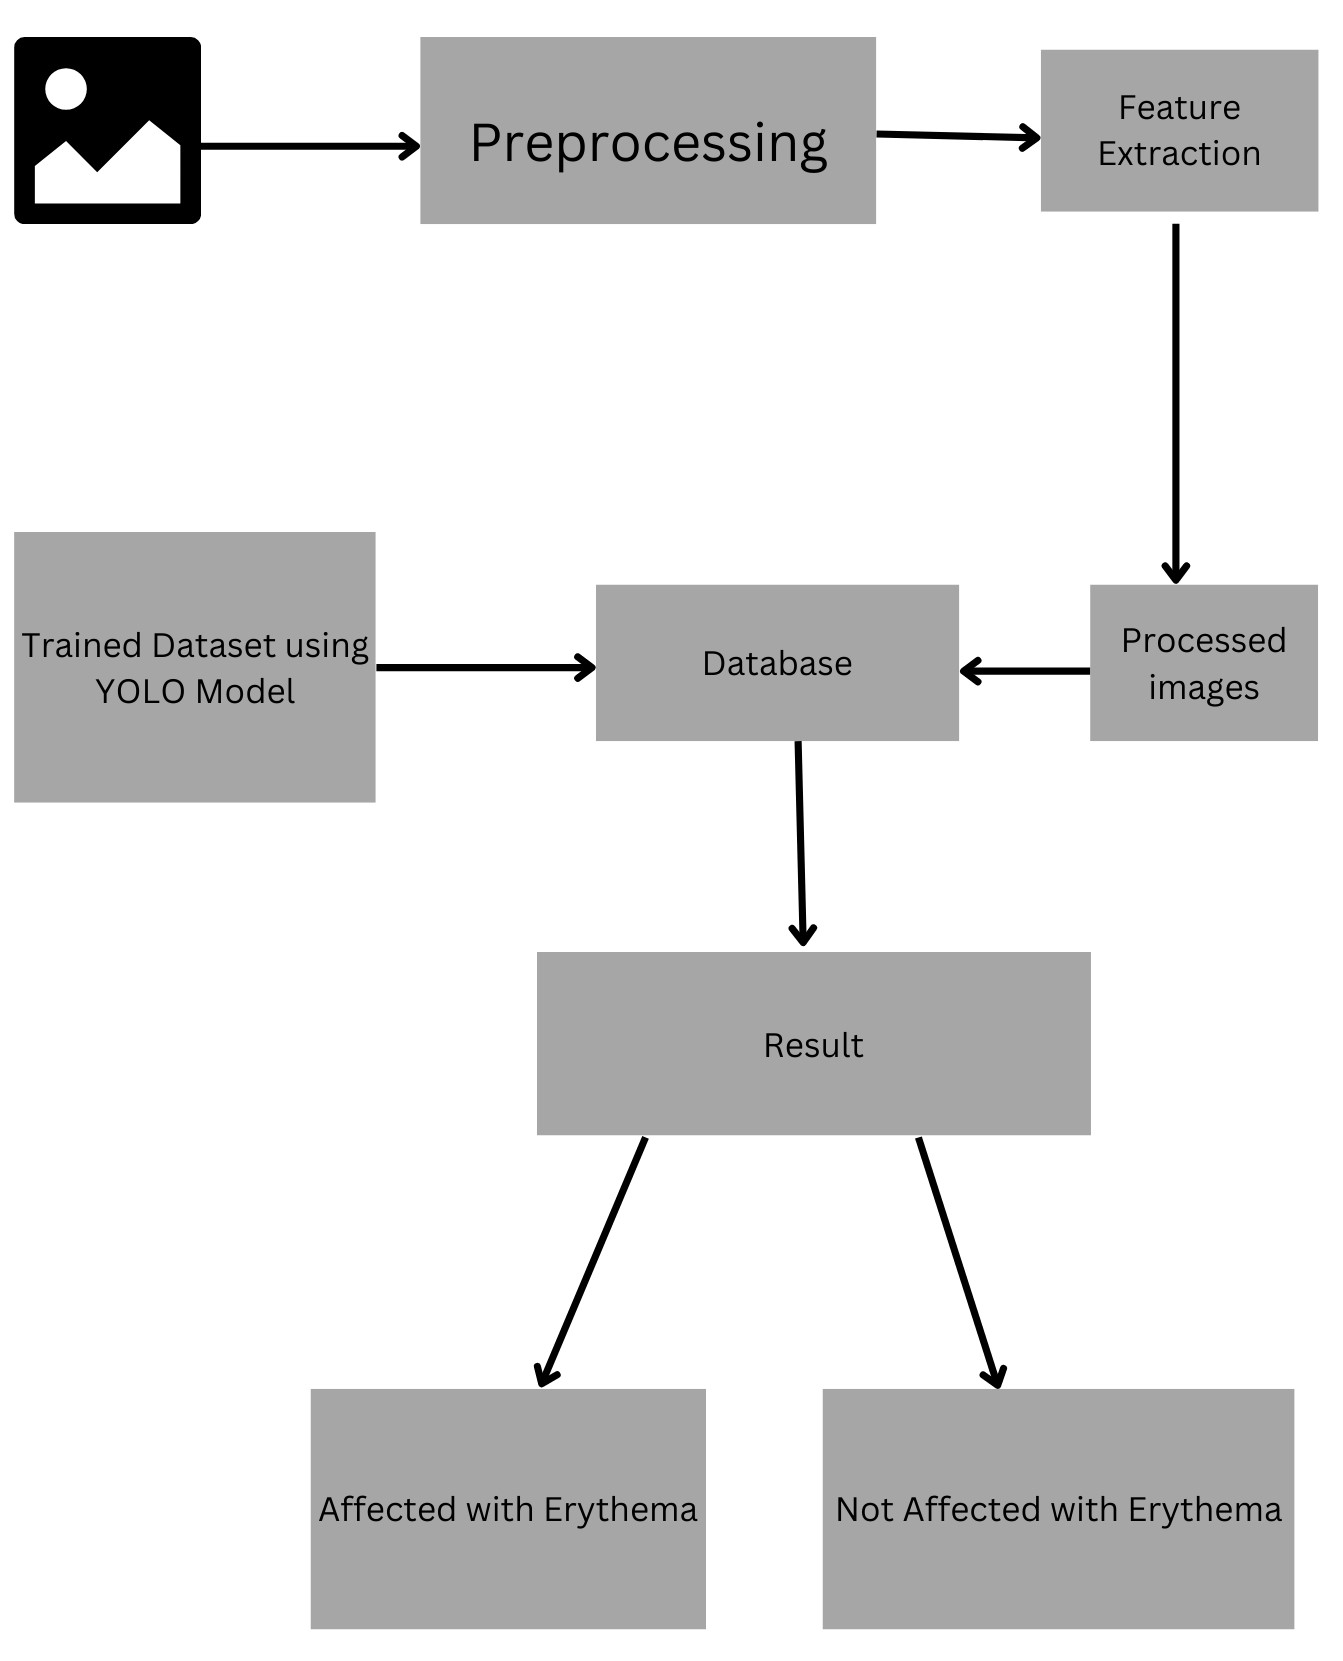 Preprocessing
Feature
Extraction
Trained Dataset using
YOLO Model
Database
Processed
images
Result
Affected with Erythema
Not Affected with Erythema